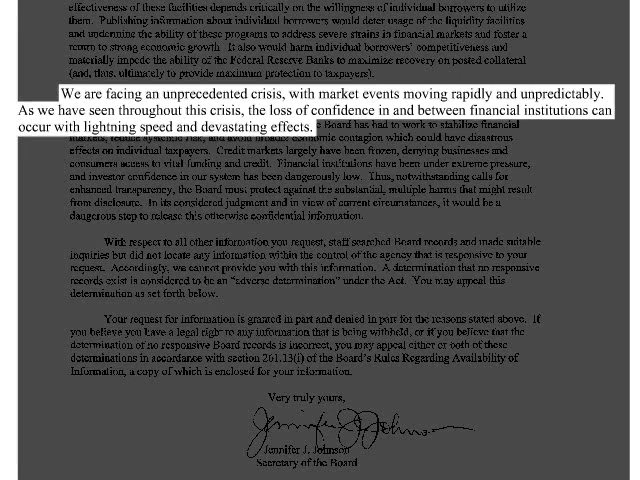 effectiveness of these facilities depends critically on the willingness of individual borrowers to utilize
them. Publishing information about individual borrowers would deter usage of the liquidity facilities
and undermine the ability of these programs to address severe strains in financial markets and foster a
return to strong economic growth. It also would harm individual borrowers' competitiveness and
materially impede the ability of the Federal Reserve Banks to maximize recovery on posted collateral
(and, thus, ultimately to provide maximum protection to taxpayers).
We are facing an unprecedented crisis, with market events moving rapidly and unpredictably.
As we have seen throughout this crisis, the loss of confidence in and between financial institutions can
occur with lightning speed and devastating effects. Board has had to work to stabilize financial
markets, reduce systemic risk, and avoid broader economic contagion which could have disastrous
effects on individual taxpayers. Credit markets largely have been frozen, denying businesses and
consumers access to vital funding and credit. Financial institutions have been under extreme pressure,
and investor confidence in our system has been dangerously low. Thus, notwithstanding calls for
enhanced transparency, the Board must protect against the substantial, multiple harms that might result
from disclosure. In its considered judgment and in view of current circumstances, it would be a
dangerous step to release this otherwise confidential information.
With respect to all other information you request, staff searched Board records and made suitable
inquiries but did not locate any information within the control of the agency that is responsive to your
request. Accordingly, we cannot provide you with this information. A determination that no responsive
records exist is considered to be an "adverse determination" under the Act. You may appeal this
determination as set forth below.
Your request for information is granted in part and denied in part for the reasons stated above. If
you believe you have a legal right to any information that is being withheld, or if you believe that the
determination of no responsive Board records is incorrect, you may appeal either or both of these
determinations in accordance with section 261.13(i) of the Board's Rules Regarding Availability of
Information, a copy of which is enclosed for your information.
Very truly yours,
Jennifer J. Johnson
Jennifer J. Johnson
Secretary of the Board